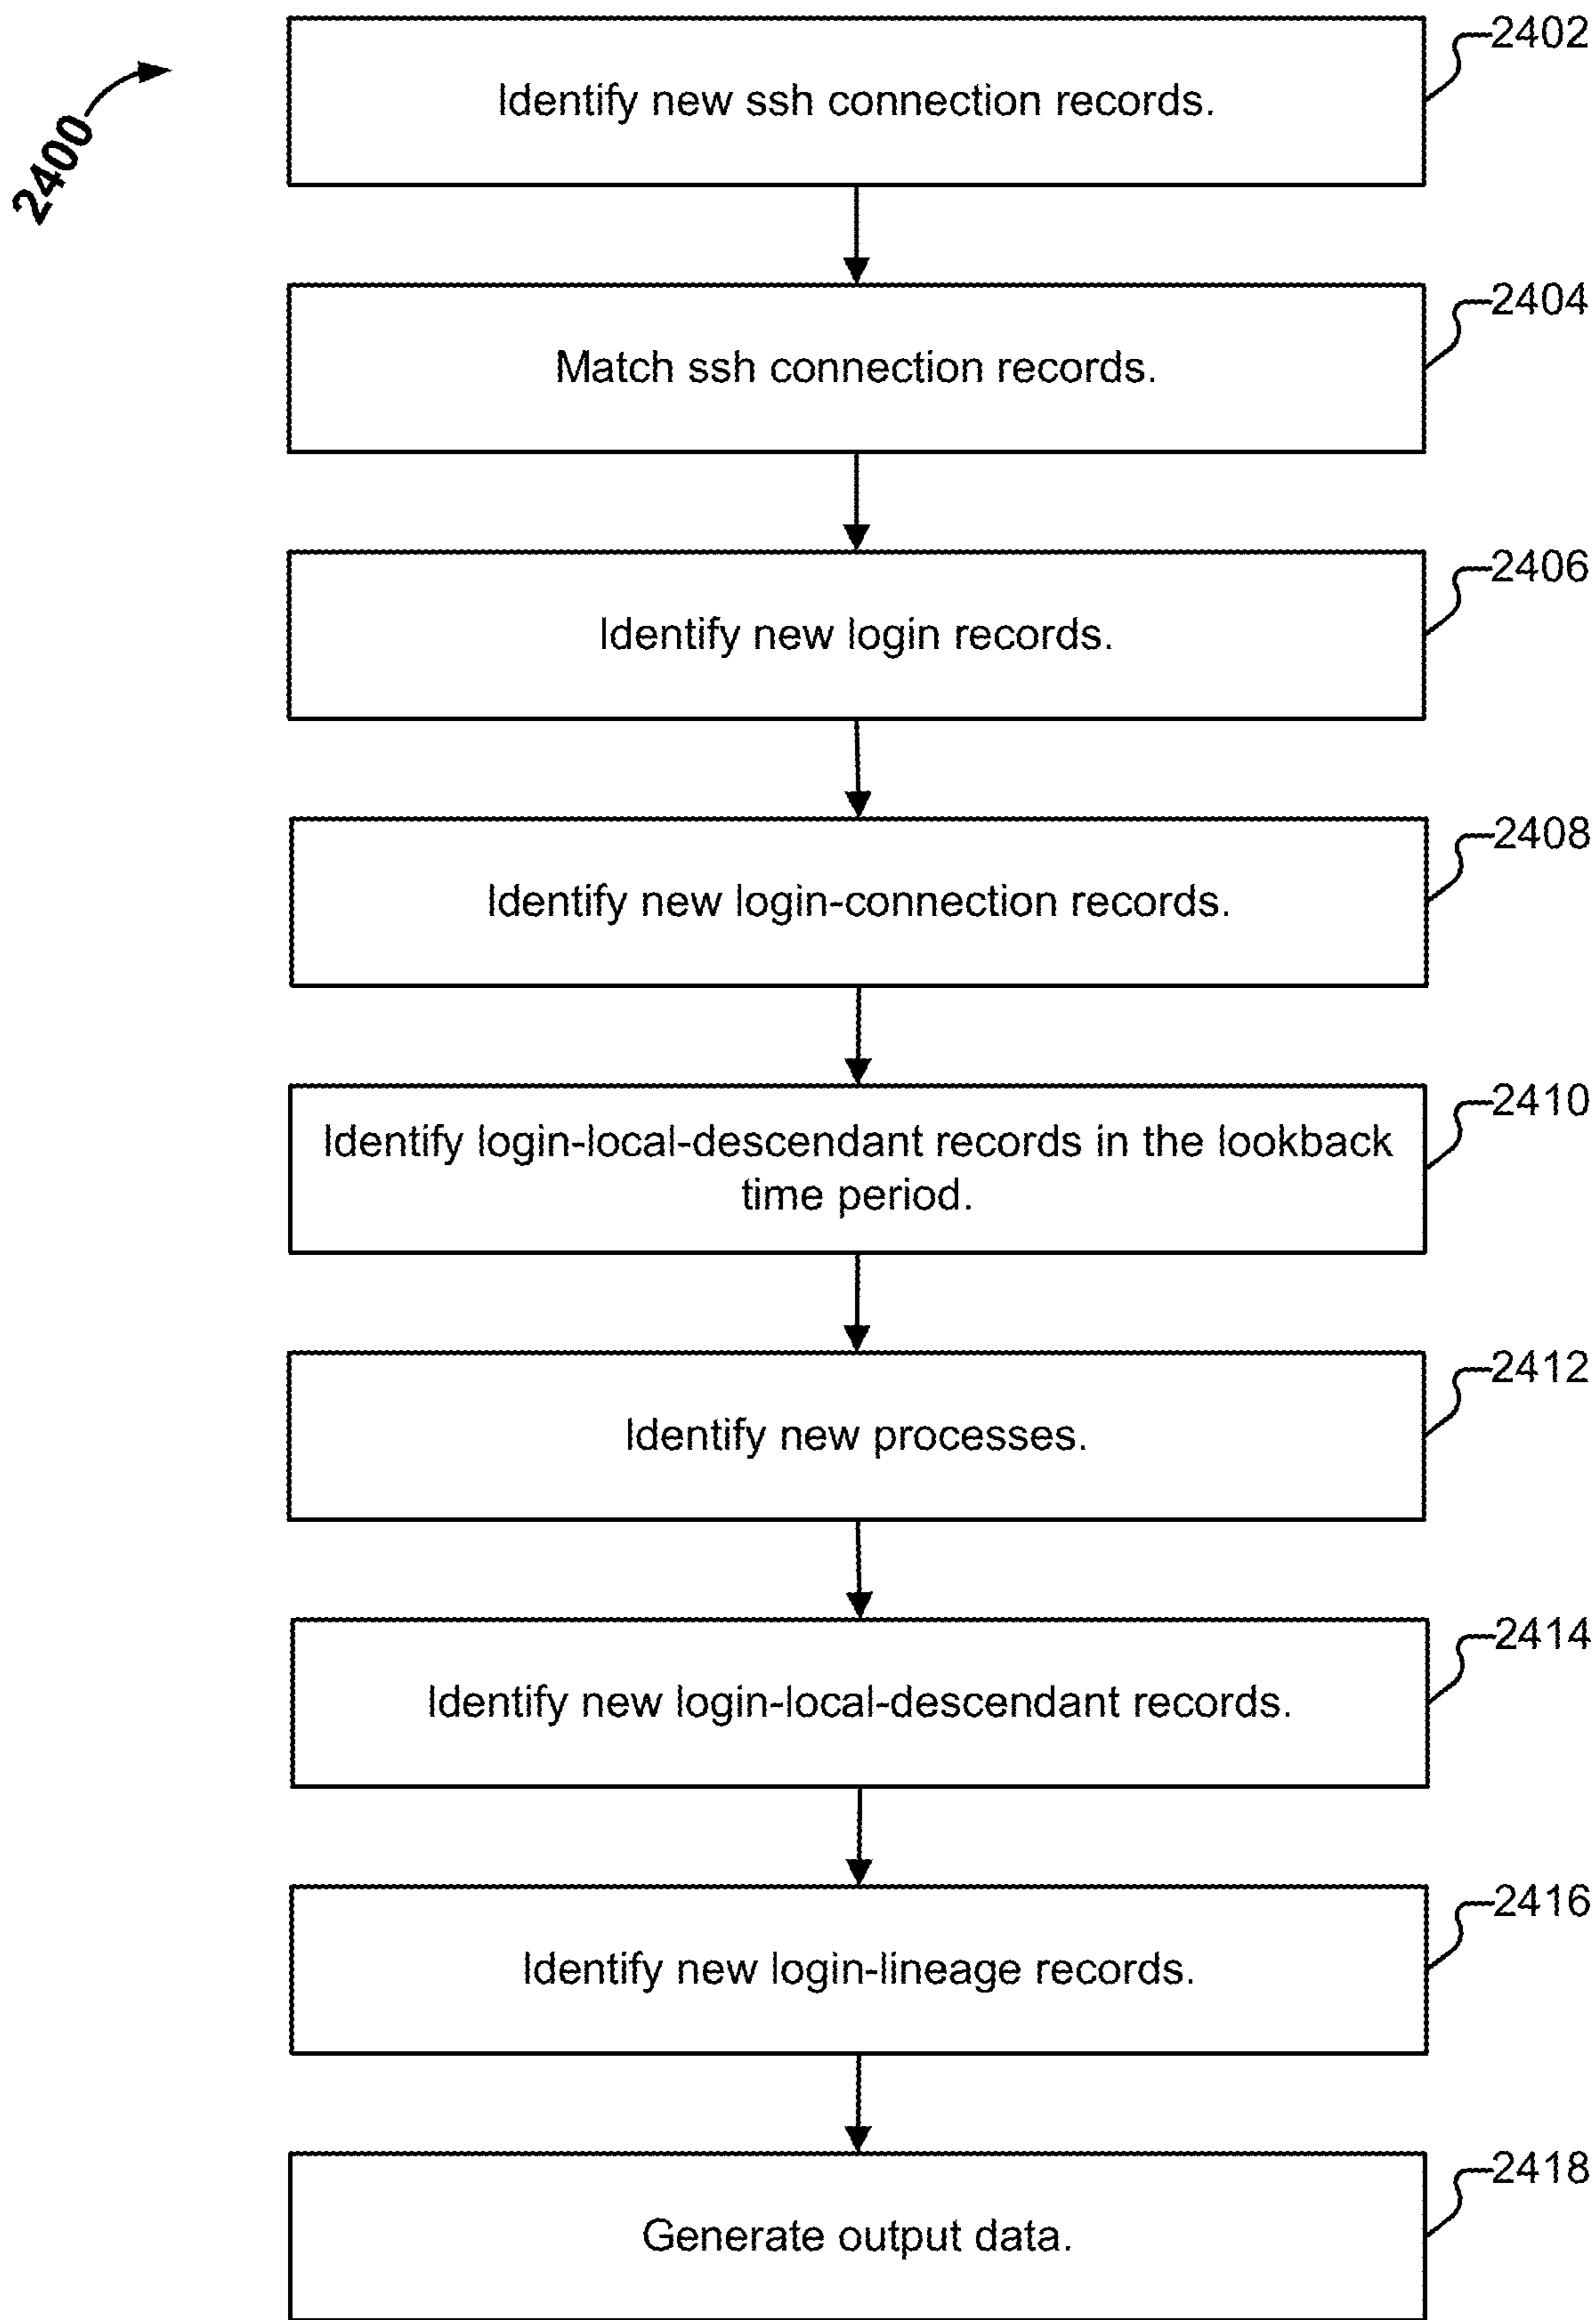 2400
2402
Identify new ssh connection records.
2404
Match ssh connection records.
2406
Identify new login records.
2408
Identify new login-connection records.
2410
Identify login-local-descendant records in the lookback
time period.
2412
Identify new processes.
2414
Identify new login-local-descendant records.
2416
Identify new login-lineage records.
2418
Generate output data.